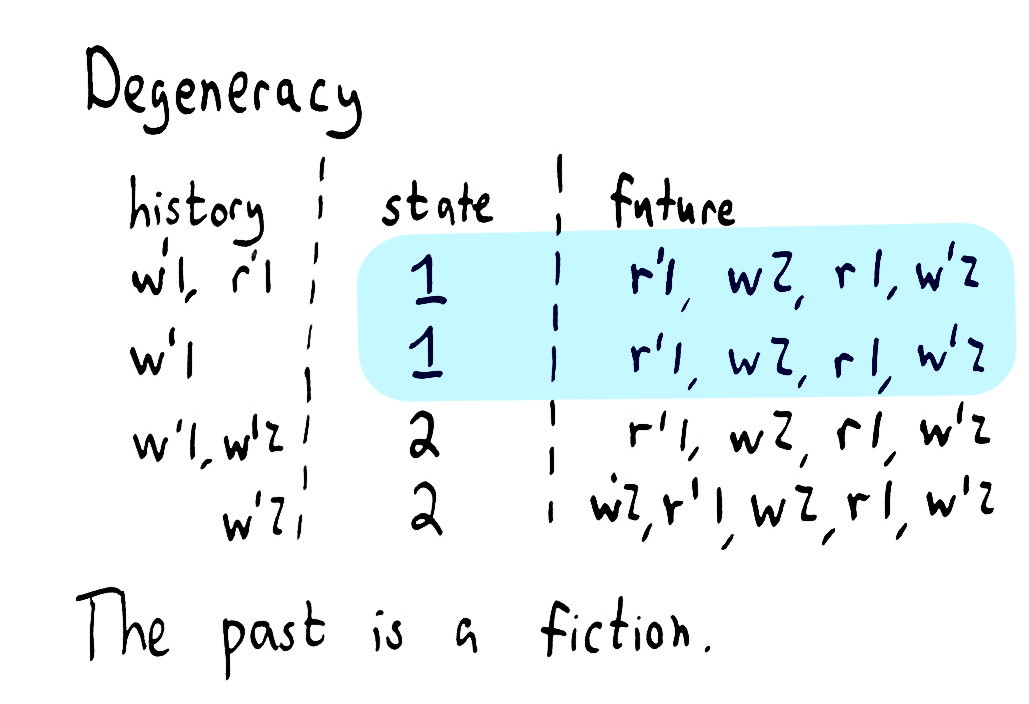 Degeneracy
history state future
w'1, r'1 1 r'1, w2, r1, w'2
w'1 1 r'1, w2, r1, w'2
w'1, w'2 2 r'1, w2, r1, w'2
w'2 2 w2, r'1, w2, r1, w'2
The past is a fiction.